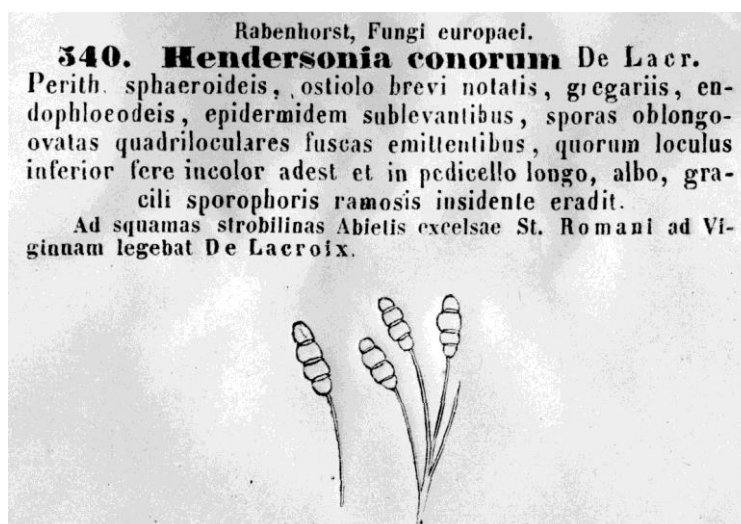 Rabenhorst, Fungi europaei.
540. Hendersonia conorum De Lacr.
Perith. sphaeroideis, ostiolo brevi notatis, gregariis, en-
dophloeodeis, epidermidem sublevantibus, sporas oblongo-
ovatas quadriloculares fuscas emittentibus, quorum loculus
inferior fere incolor adest et in pedicello longo, albo, gra-
cili sporophoris ramosis insidente eradit.
Ad squamas strobilinas Abietis excelsae St. Romani ad Vi-
ginnam legebat De Lacroix.